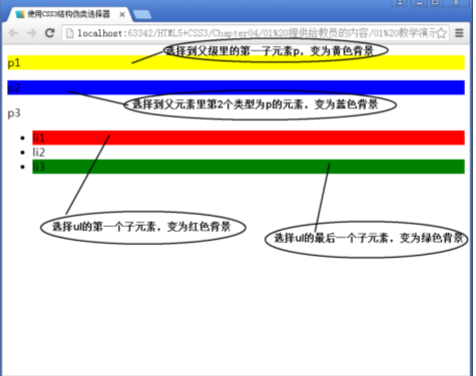 使用CSS3结构伪类选择器
localhost:63342/HTML5+CSS3/Chapter04/01%20提供给教员的内容/01%20教学演示
选择到父级里的第一子元素p，变为黄色背景
p1
p2
选择到父元素里第2个类型为p的元素，变为蓝色背景
p3
li1
li2
li3
选择ul的第一个子元素，变为红色背景
选择ul的最后一个子元素，变为绿色背景